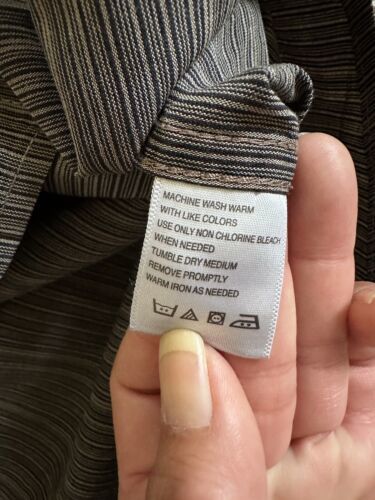 MACHINE WASH WARM
WITH LIKE COLORS
USE ONLY NON CHLORINE BLEACH
WHEN NEEDED
TUMBLE DRY MEDIUM
REMOVE PROMPTLY
WARM IRON AS NEEDED